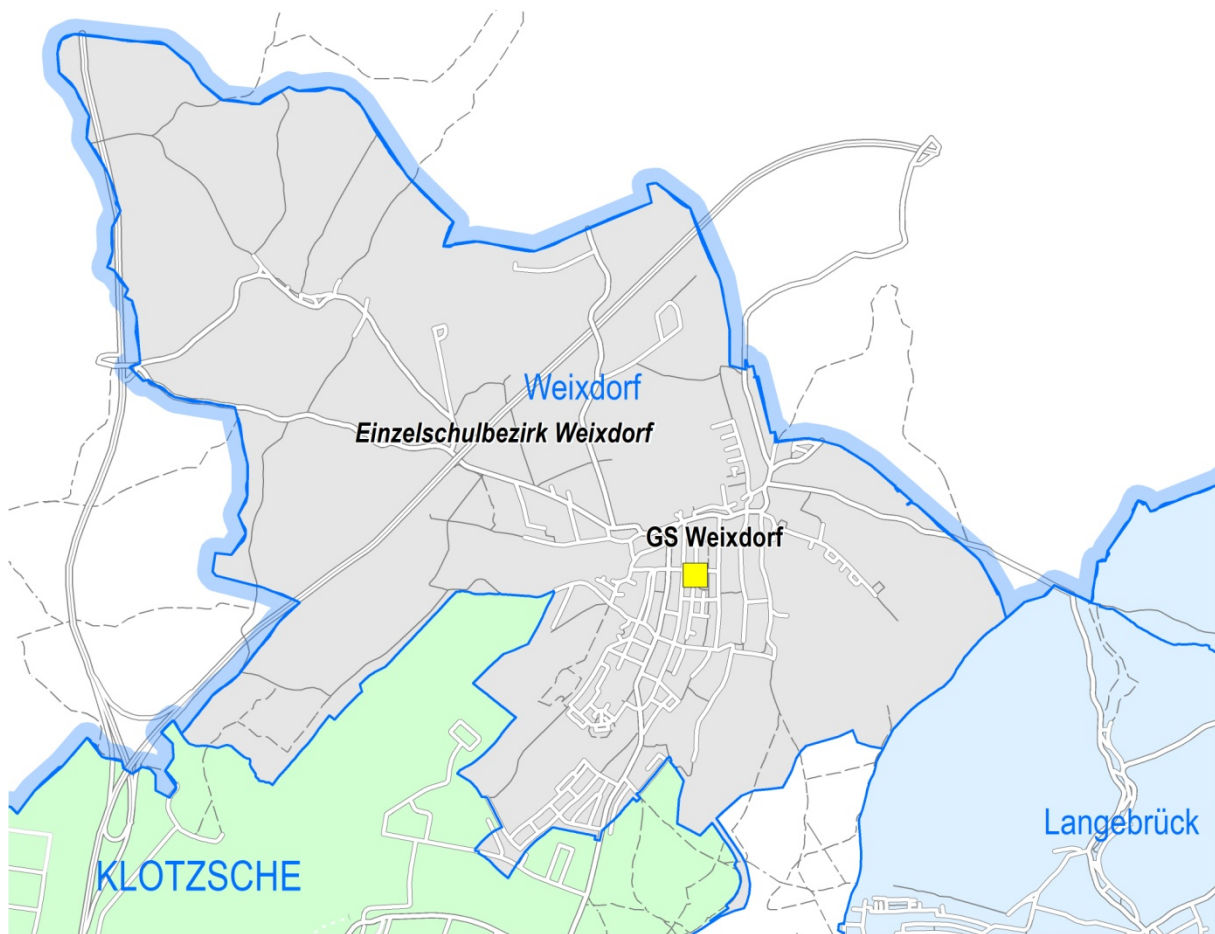 Weixdorf
Einzelschulbezirk Weixdorf
GS Weixdorf
Langebrück
KLOTZSCHE